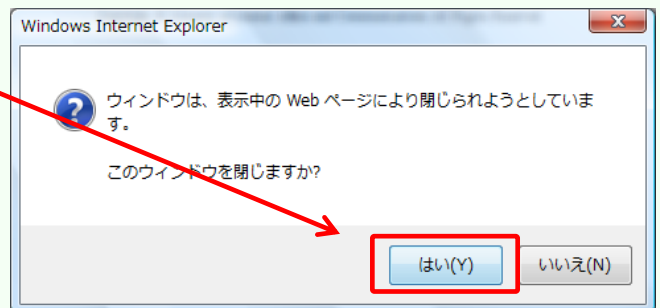 Windows Internet Explorer
ウィンドウは、表示中の Web ページにより閉じられようとしていま
す。
このウィンドウを閉じますか?
はい(Y)
いいえ(N)